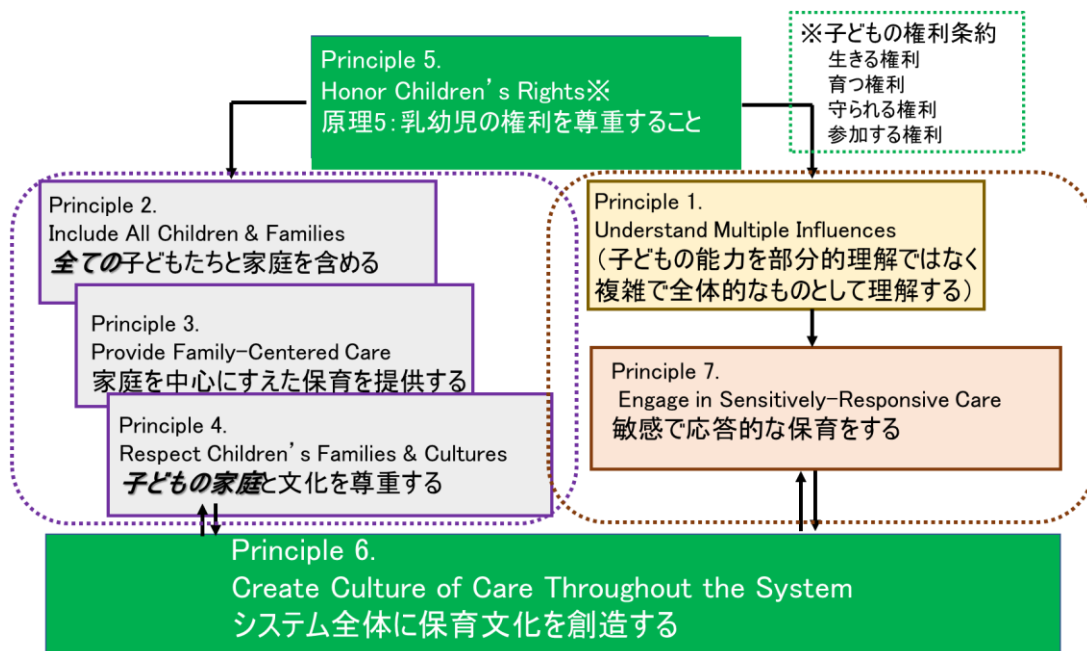 Principle 5.
Honor Children’s Rights※
原理5：乳幼児の権利を尊重すること
※子どもの権利条約
生きる権利
育つ権利
守られる権利
参加する権利
Principle 2.
Include All Children & Families
全ての子どもたちと家庭を含める
Principle 3.
Provide Family-Centered Care
家庭を中心にすえた保育を提供する
Principle 4.
Respect Children’s Families & Cultures
子どもの家庭と文化を尊重する
Principle 1.
Understand Multiple Influences
（子どもの能力を部分的理解ではなく
複雑で全体的なものとして理解する）
Principle 7.
Engage in Sensitively-Responsive Care
敏感で応答的な保育をする
Principle 6.
Create Culture of Care Throughout the System
システム全体に保育文化を創造する